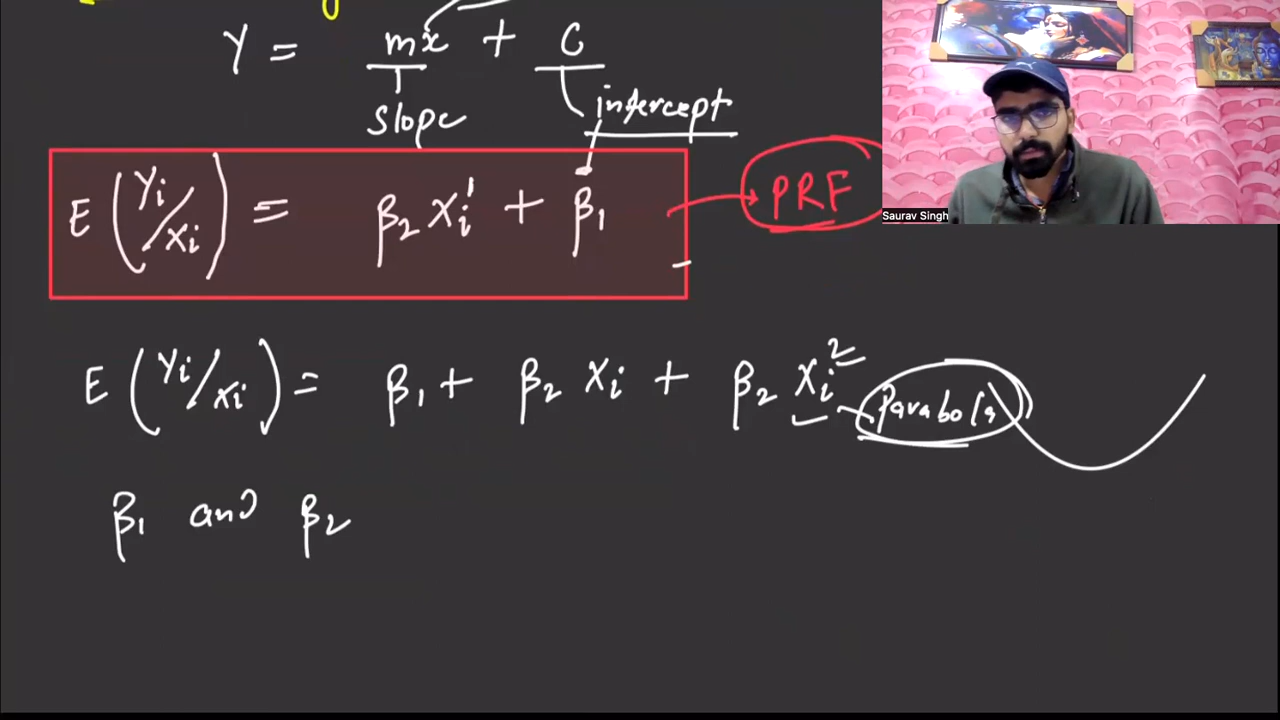 Y = mx + C
slope
intercept
E (Yi/Xi) = β2 Xi' + β1
PRF
Saurav Singh
E (Yi/Xi) = β1 + β2 Xi + β2 Xi²
Parabola
β1 and β2